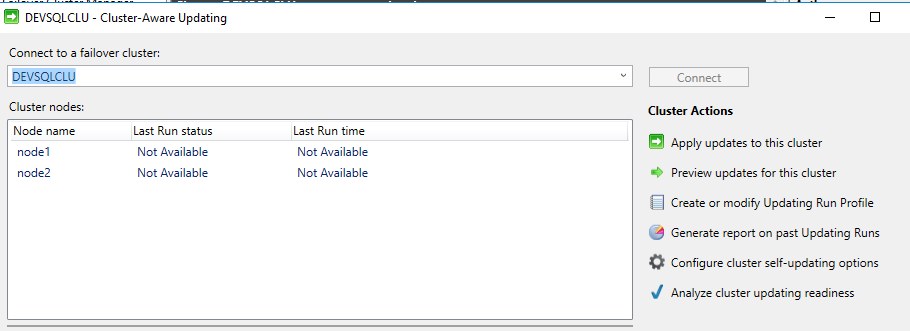 DEVSQLCLU - Cluster-Aware Updating
Connect to a failover cluster:
DEVSQLCLU
Connect
Cluster nodes:
Node name Last Run status Last Run time
node1 Not Available Not Available
node2 Not Available Not Available
Cluster Actions
Apply updates to this cluster
Preview updates for this cluster
Create or modify Updating Run Profile
Generate report on past Updating Runs
Configure cluster self-updating options
Analyze cluster updating readiness